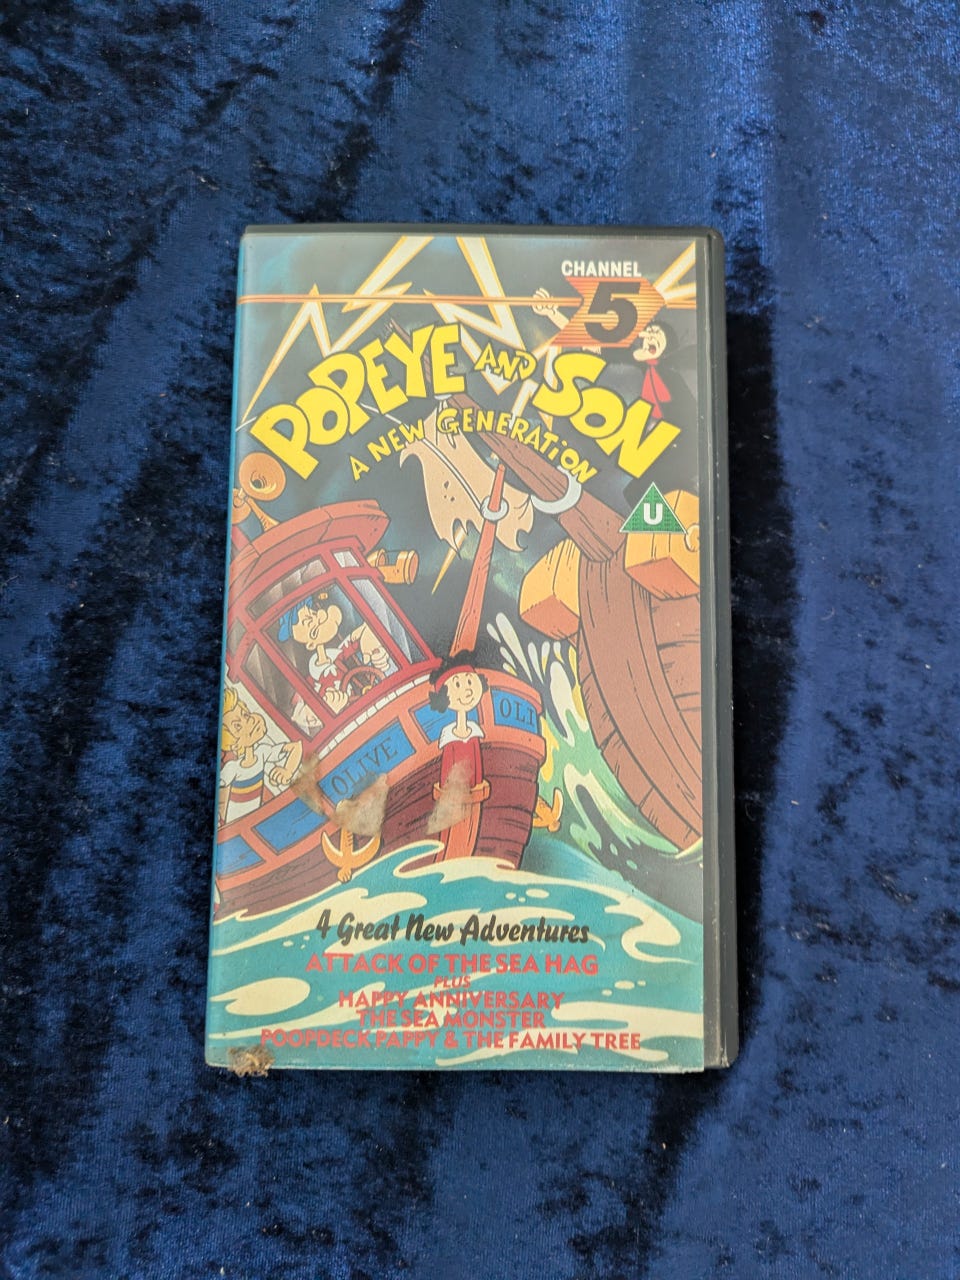 CHANNEL
5
POPEYE AND SON
A NEW GENERATiON
U
OLIVE
OLI
4 Great New Adventures
ATTACK OF THE SEA HAG
PLUS
HAPPY ANNIVERSARY
THE SEA MONSTER
POOPDECK PAPPY & THE FAMILY TREE